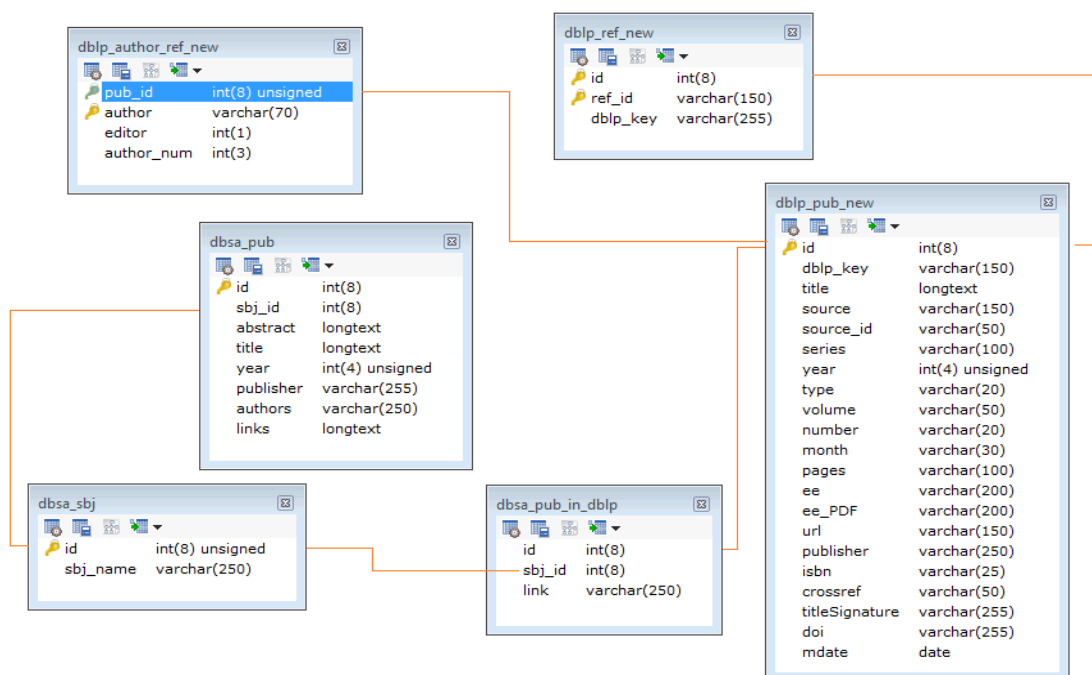 dblp_author_ref_new
pub_id int(8) unsigned
author varchar(70)
editor int(1)
author_num int(3)
dblp_ref_new
id int(8)
ref_id varchar(150)
dblp_key varchar(255)
dbsa_pub
id int(8)
sbj_id int(8)
abstract longtext
title longtext
year int(4) unsigned
publisher varchar(255)
authors varchar(250)
links longtext
dblp_pub_new
id int(8)
dblp_key varchar(150)
title longtext
source varchar(150)
source_id varchar(50)
series varchar(100)
year int(4) unsigned
type varchar(20)
volume varchar(50)
number varchar(20)
month varchar(30)
pages varchar(100)
ee varchar(200)
ee_PDF varchar(200)
url varchar(150)
publisher varchar(250)
isbn varchar(25)
crossref varchar(50)
titleSignature varchar(255)
doi varchar(255)
mdate date
dbsa_sbj
id int(8) unsigned
sbj_name varchar(250)
dbsa_pub_in_dblp
id int(8)
sbj_id int(8)
link varchar(250)